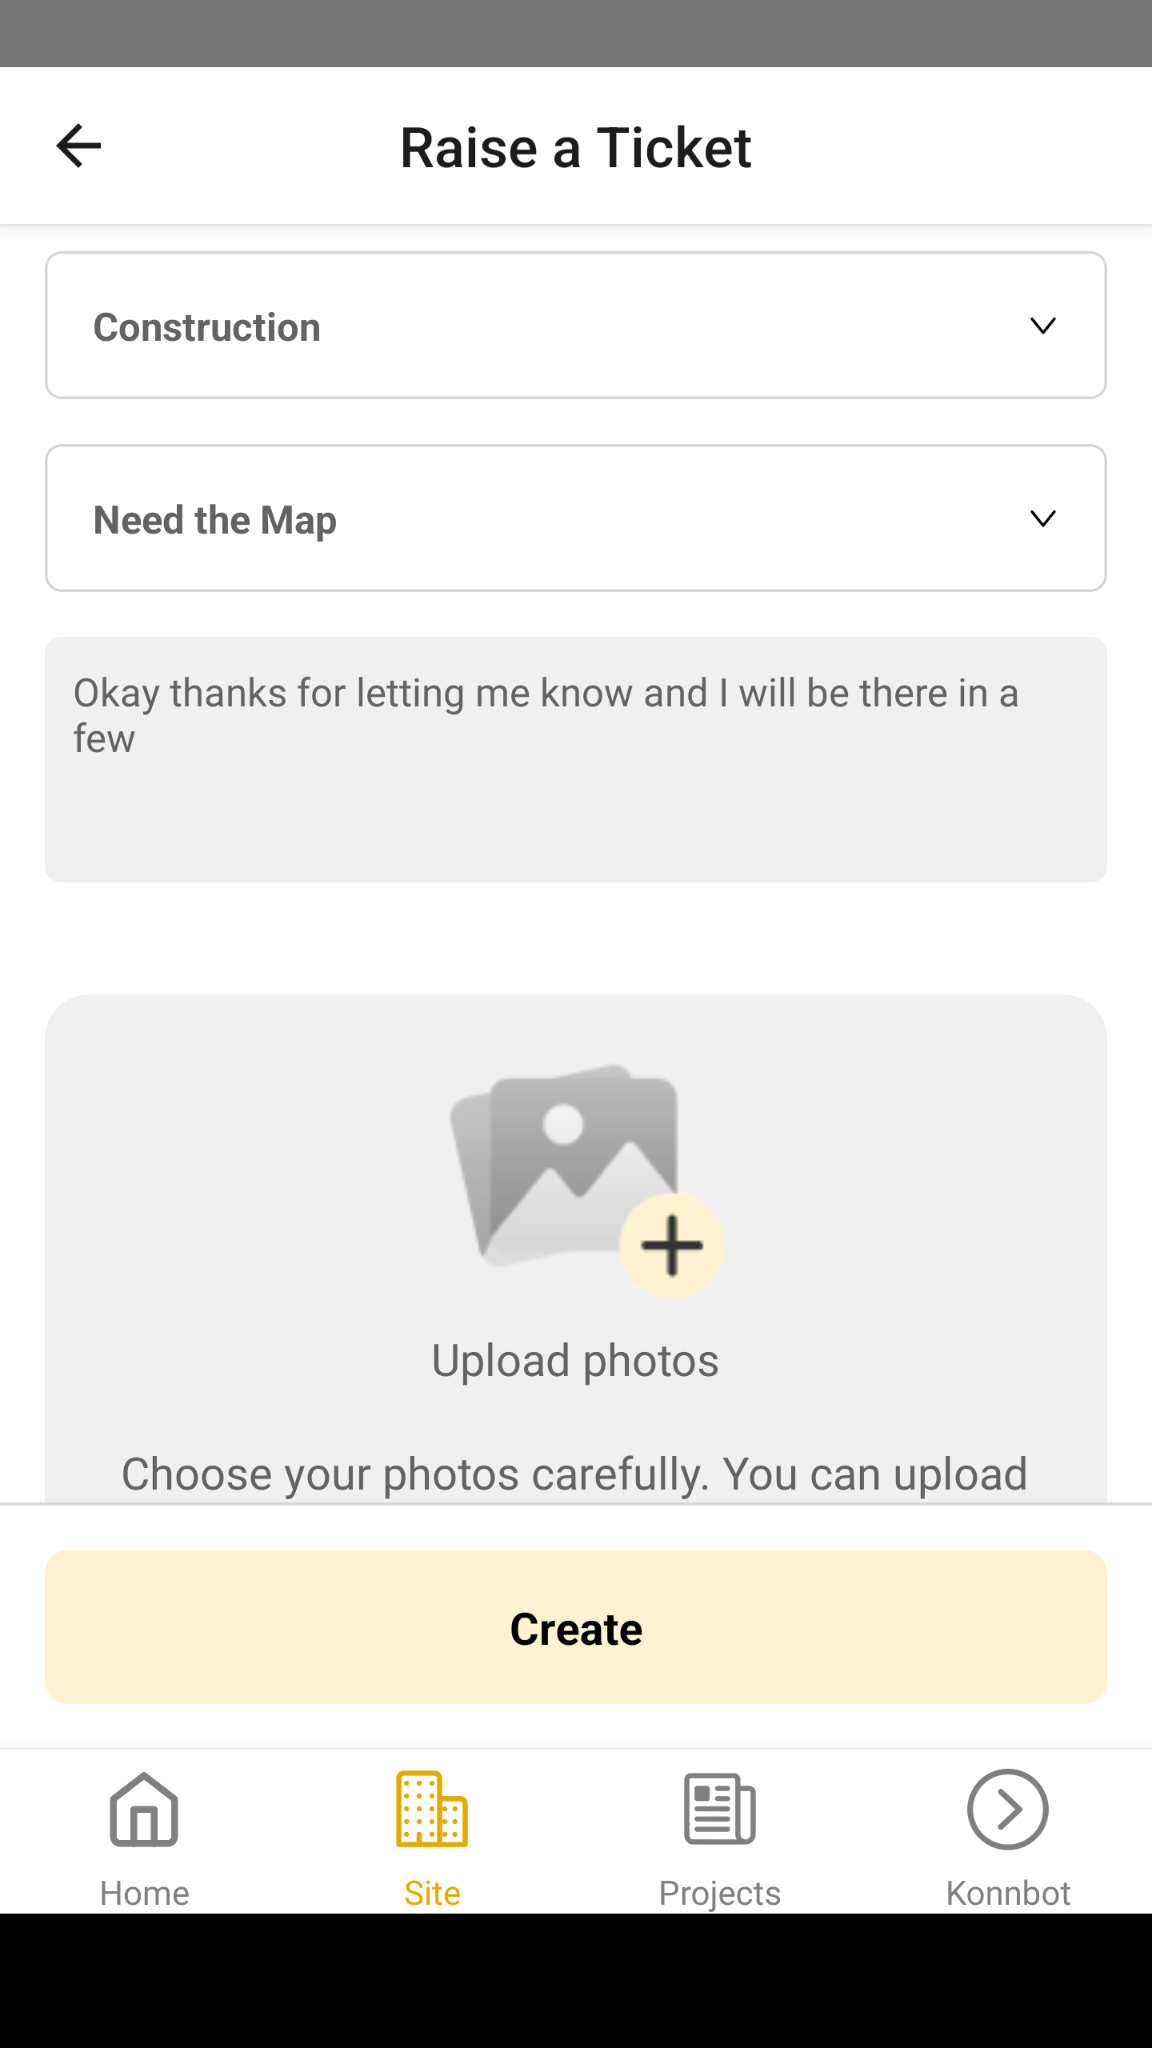 Raise a Ticket
Construction
Need the Map
Okay thanks for letting me know and I will be there in a
few
Upload photos
Choose your photos carefully. You can upload
Create
Home
Site
Projects
Konnbot